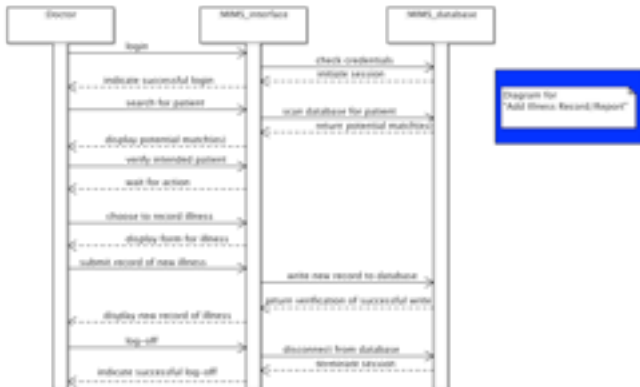 Doctor
MIMS_interface
MIMS_database
login
check credentials
initiate session
indicate successful login
search for patient
scan database for patient
return potential match(es)
display potential match(es)
verify intended patient
wait for action
choose to record illness
display form for illness
submit record of new illness
write new record to database
return verification of successful write
display new record of illness
log-off
disconnect from database
terminate session
indicate successful log-off
Diagram for
"Add Illness Record/Report"